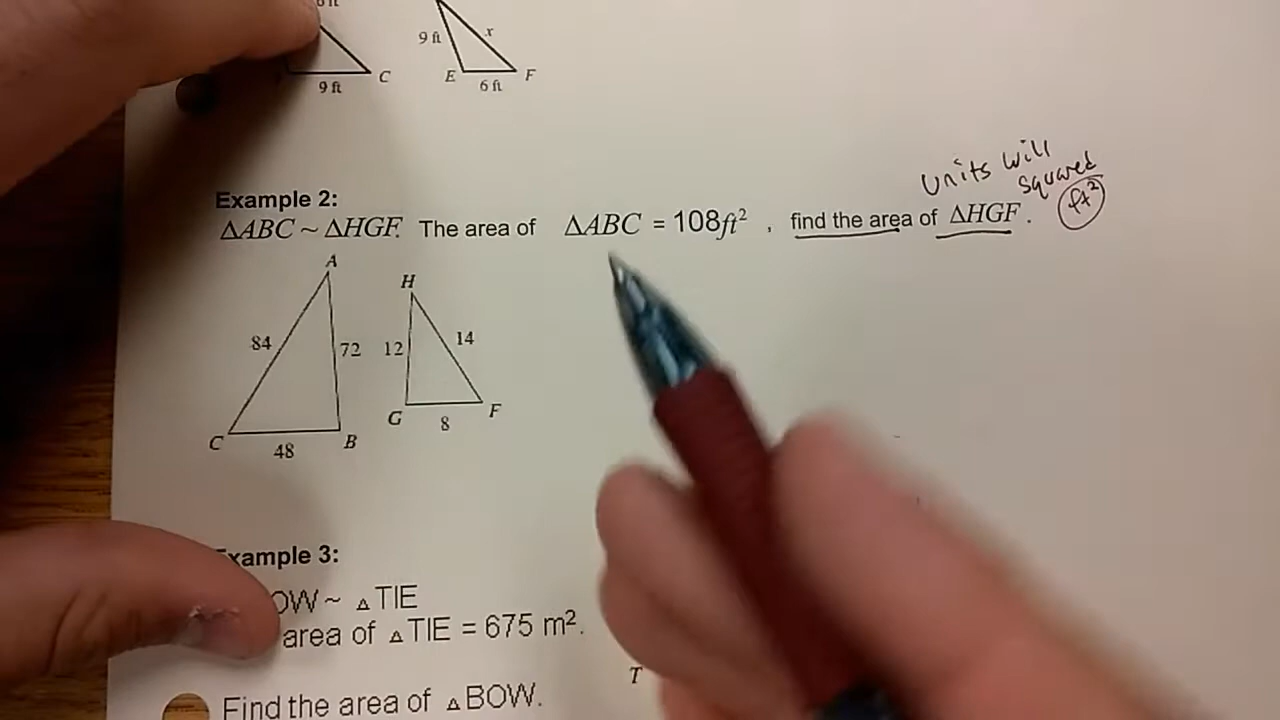 9 ft
x
C
E
F
9 ft
6 ft
Units will
squared
ft²
Example 2:
ΔABC ~ ΔHGF. The area of ΔABC = 108ft² , find the area of ΔHGF .
A
H
84
72
12
14
G
F
C
B
8
48
Example 3:
OW ~ △TIE
area of △TIE = 675 m².
T
Find the area of △BOW.